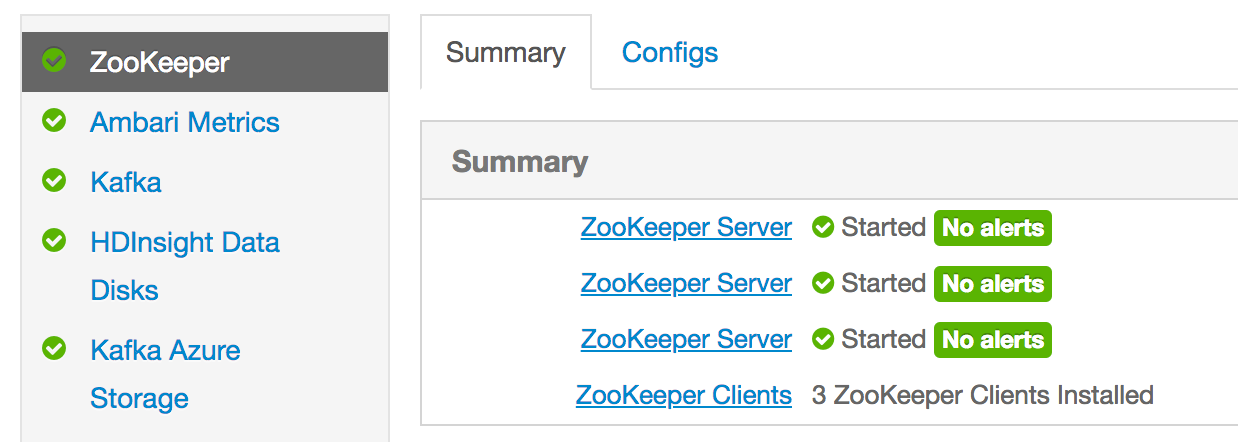 ZooKeeper
Ambari Metrics
Kafka
HDInsight Data
Disks
Kafka Azure
Storage
Summary Configs
Summary
ZooKeeper Server Started No alerts
ZooKeeper Server Started No alerts
ZooKeeper Server Started No alerts
ZooKeeper Clients 3 ZooKeeper Clients Installed